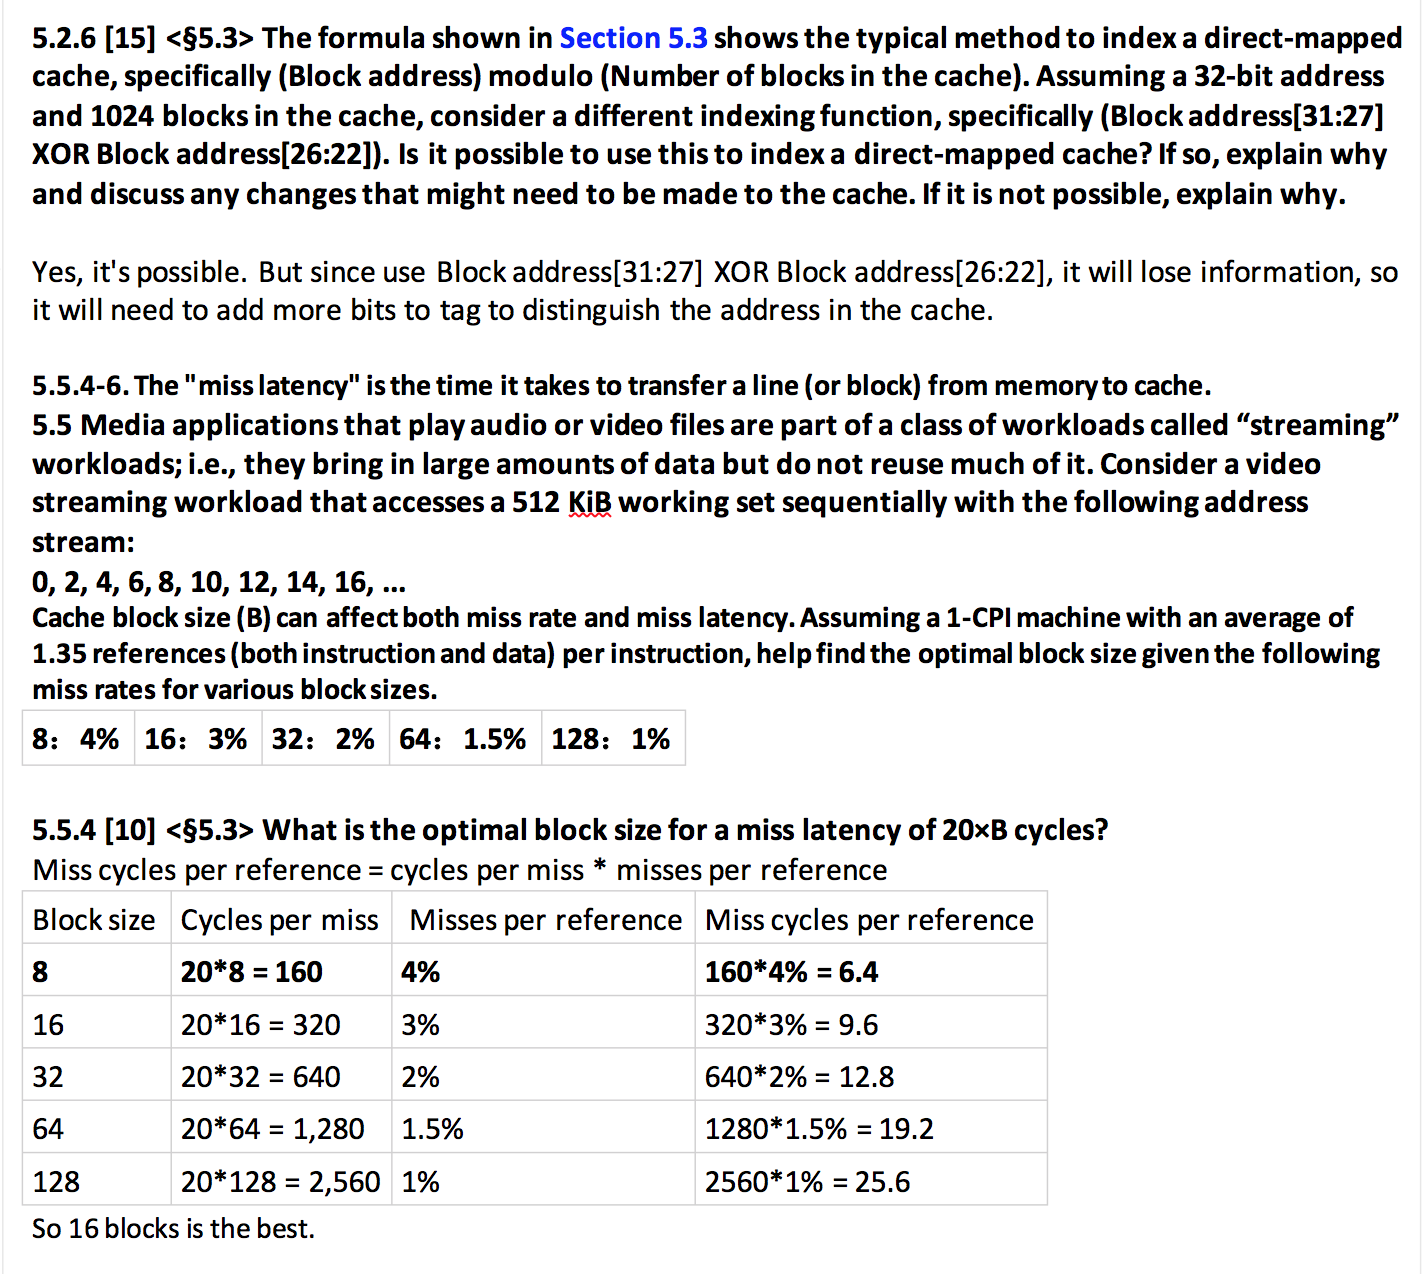 5.2.6 [15] <§5.3> The formula shown in Section 5.3 shows the typical method to index a direct-mapped
cache, specifically (Block address) modulo (Number of blocks in the cache). Assuming a 32-bit address
and 1024 blocks in the cache, consider a different indexing function, specifically (Block address[31:27]
XOR Block address[26:22]). Is it possible to use this to index a direct-mapped cache? If so, explain why
and discuss any changes that might need to be made to the cache. If it is not possible, explain why.
Yes, it's possible. But since use Block address[31:27] XOR Block address[26:22], it will lose information, so
it will need to add more bits to tag to distinguish the address in the cache.
5.5.4-6. The "miss latency" is the time it takes to transfer a line (or block) from memory to cache.
5.5 Media applications that play audio or video files are part of a class of workloads called “streaming”
workloads; i.e., they bring in large amounts of data but do not reuse much of it. Consider a video
streaming workload that accesses a 512 KiB working set sequentially with the following address
stream:
0, 2, 4, 6, 8, 10, 12, 14, 16, ...
Cache block size (B) can affect both miss rate and miss latency. Assuming a 1-CPI machine with an average of
1.35 references (both instruction and data) per instruction, help find the optimal block size given the following
miss rates for various block sizes.
8: 4% 16: 3% 32: 2% 64: 1.5% 128: 1%
5.5.4 [10] <§5.3> What is the optimal block size for a miss latency of 20×B cycles?
Miss cycles per reference = cycles per miss * misses per reference
Block size Cycles per miss Misses per reference Miss cycles per reference
8 20*8 = 160 4% 160*4% = 6.4
16 20*16 = 320 3% 320*3% = 9.6
32 20*32 = 640 2% 640*2% = 12.8
64 20*64 = 1,280 1.5% 1280*1.5% = 19.2
128 20*128 = 2,560 1% 2560*1% = 25.6
So 16 blocks is the best.